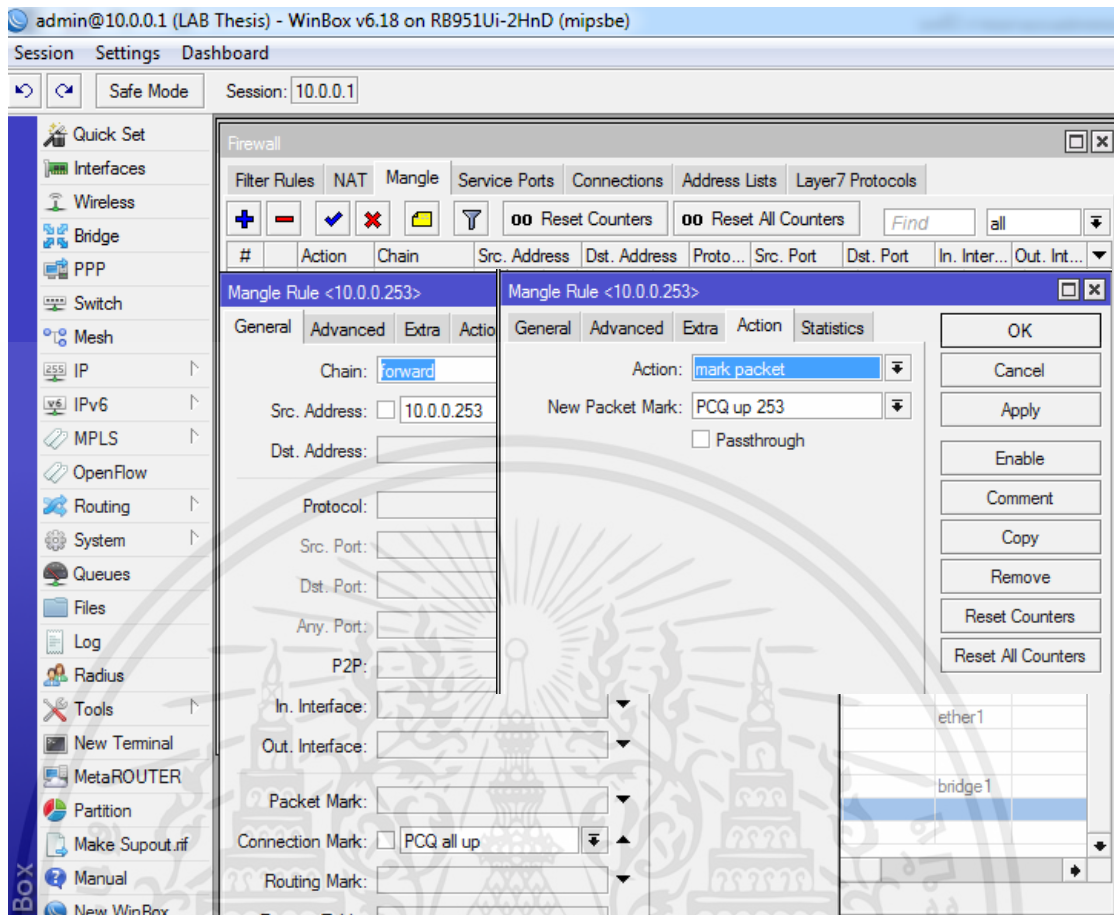 admin@10.0.0.1 (LAB Thesis) - WinBox v6.18 on RB951Ui-2HnD (mipsbe)
Session Settings Dashboard
Safe Mode Session: 10.0.0.1
Quick Set
Interfaces
Wireless
Bridge
PPP
Switch
Mesh
IP
IPv6
MPLS
OpenFlow
Routing
System
Queues
Files
Log
Radius
Tools
New Terminal
MetaROUTER
Partition
Make Supout.rif
Manual
New WinBox
Box
Firewall
Filter Rules NAT Mangle Service Ports Connections Address Lists Layer7 Protocols
00 Reset Counters 00 Reset All Counters Find all
# Action Chain Src. Address Dst. Address Proto... Src. Port Dst. Port In. Inter... Out. Int...
Mangle Rule <10.0.0.253>
General Advanced Extra Actio
Chain: forward
Src. Address: 10.0.0.253
Dst. Address:
Protocol:
Src. Port:
Dst. Port:
Any. Port:
P2P:
In. Interface:
Out. Interface:
Packet Mark:
Connection Mark: PCQ all up
Routing Mark:
Mangle Rule <10.0.0.253>
General Advanced Extra Action Statistics
Action: mark packet
New Packet Mark: PCQ up 253
Passthrough
OK
Cancel
Apply
Enable
Comment
Copy
Remove
Reset Counters
Reset All Counters
ether1
bridge1